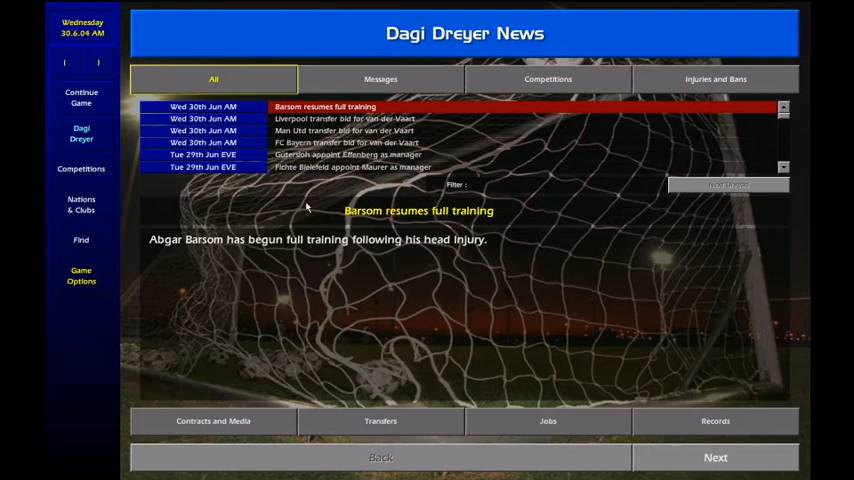 Wednesday
30.6.04 AM
Continue
Game
Dagi
Dreyer
Competitions
Nations
& Clubs
Find
Game
Options
Dagi Dreyer News
All Messages Competitions Injuries and Bans
Wed 30th Jun AM Barsom resumes full training
Wed 30th Jun AM Liverpool transfer bid for van der Vaart
Wed 30th Jun AM Man Utd transfer bid for van der Vaart
Wed 30th Jun AM FC Bayern transfer bid for van der Vaart
Tue 29th Jun EVE Gutersloh appoint Effenberg as manager
Tue 29th Jun EVE Fichte Bielefeld appoint Maurer as manager
Filter :
Next Unread
Barsom resumes full training
Abgar Barsom has begun full training following his head injury.
Contracts and Media Transfers Jobs Records
Back Next